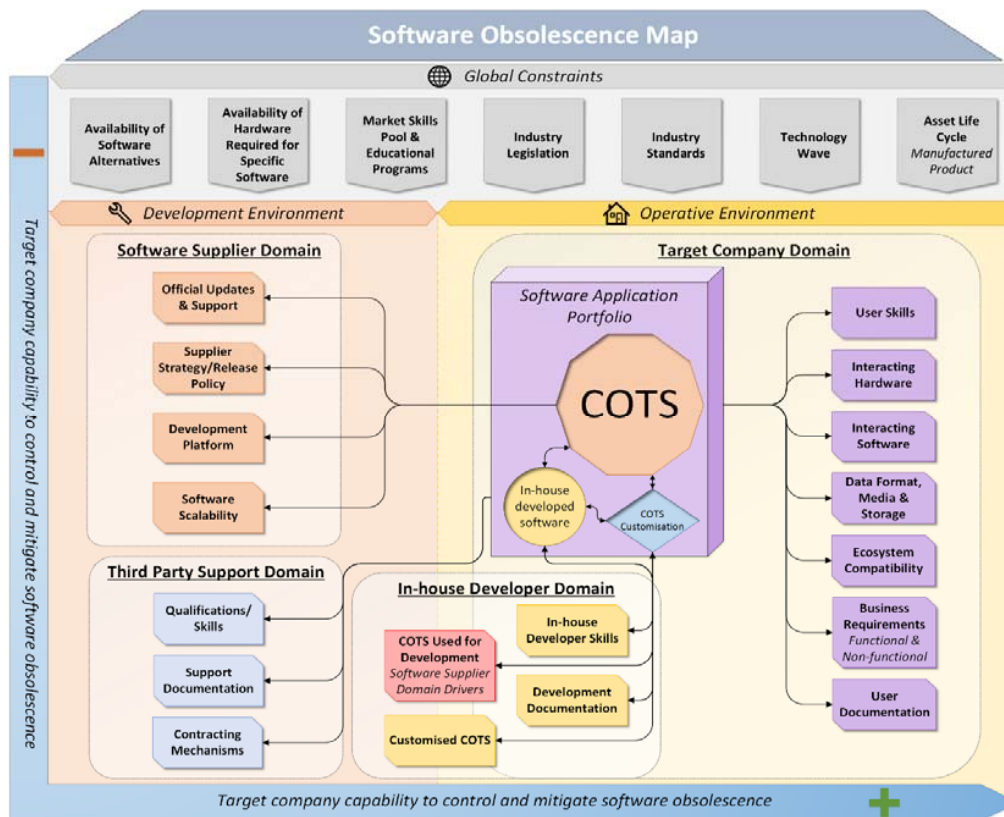 Software Obsolescence Map
Global Constraints
Availability of
Software
Alternatives
Availability of
Hardware
Required for
Specific
Software
Market Skills
Pool &
Educational
Programs
Industry
Legislation
Industry
Standards
Technology
Wave
Asset Life
Cycle
Manufactured
Product
Target company capability to control and mitigate software obsolescence
Development Environment
Operative Environment
Software Supplier Domain
Official Updates
& Support
Supplier
Strategy/Release
Policy
Development
Platform
Software
Scalability
Third Party Support Domain
Qualifications/
Skills
Support
Documentation
Contracting
Mechanisms
Target Company Domain
Software Application
Portfolio
COTS
In-house
developed
software
COTS
Customisation
In-house Developer Domain
In-house
Developer Skills
COTS Used for
Development
Software Supplier
Domain Drivers
Development
Documentation
Customised COTS
User Skills
Interacting
Hardware
Interacting
Software
Data Format,
Media &
Storage
Ecosystem
Compatibility
Business
Requirements
Functional &
Non-functional
User
Documentation
Target company capability to control and mitigate software obsolescence